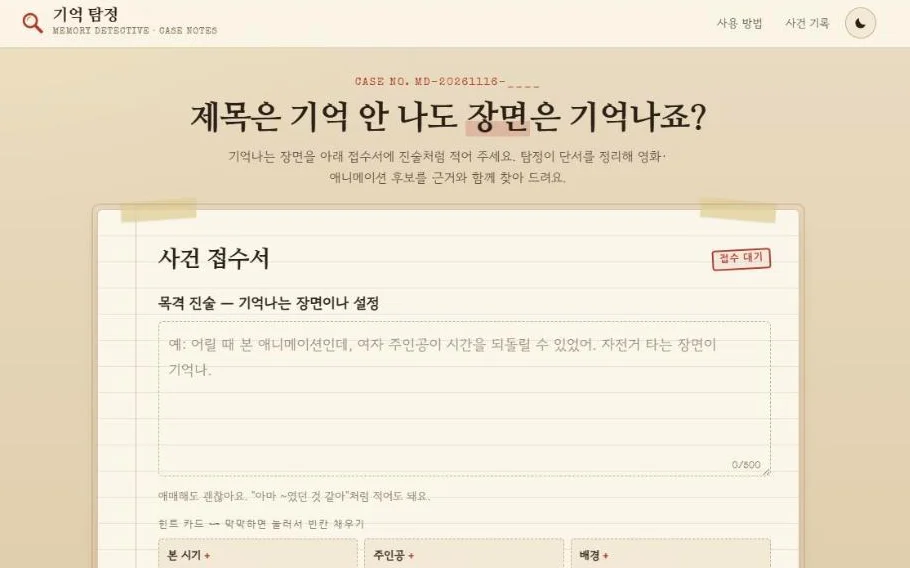 기억 탐정
MEMORY DETECTIVE · CASE NOTES
사용 방법
사건 기록
CASE NO. MD-20261116-____
제목은 기억 안 나도 장면은 기억나죠?
기억나는 장면을 아래 접수서에 진술처럼 적어 주세요. 탐정이 단서를 정리해 영화·
애니메이션 후보를 근거와 함께 찾아 드려요.
사건 접수서
접수 대기
목격 진술 — 기억나는 장면이나 설정
예: 어릴 때 본 애니메이션인데, 여자 주인공이 시간을 되돌릴 수 있었어. 자전거 타는 장면이
기억나.
0/500
애매해도 괜찮아요. "아마 ~였던 것 같아"처럼 적어도 돼요.
힌트 카드 — 막막하면 눌러서 빈칸 채우기
본 시기 +
주인공 +
배경 +